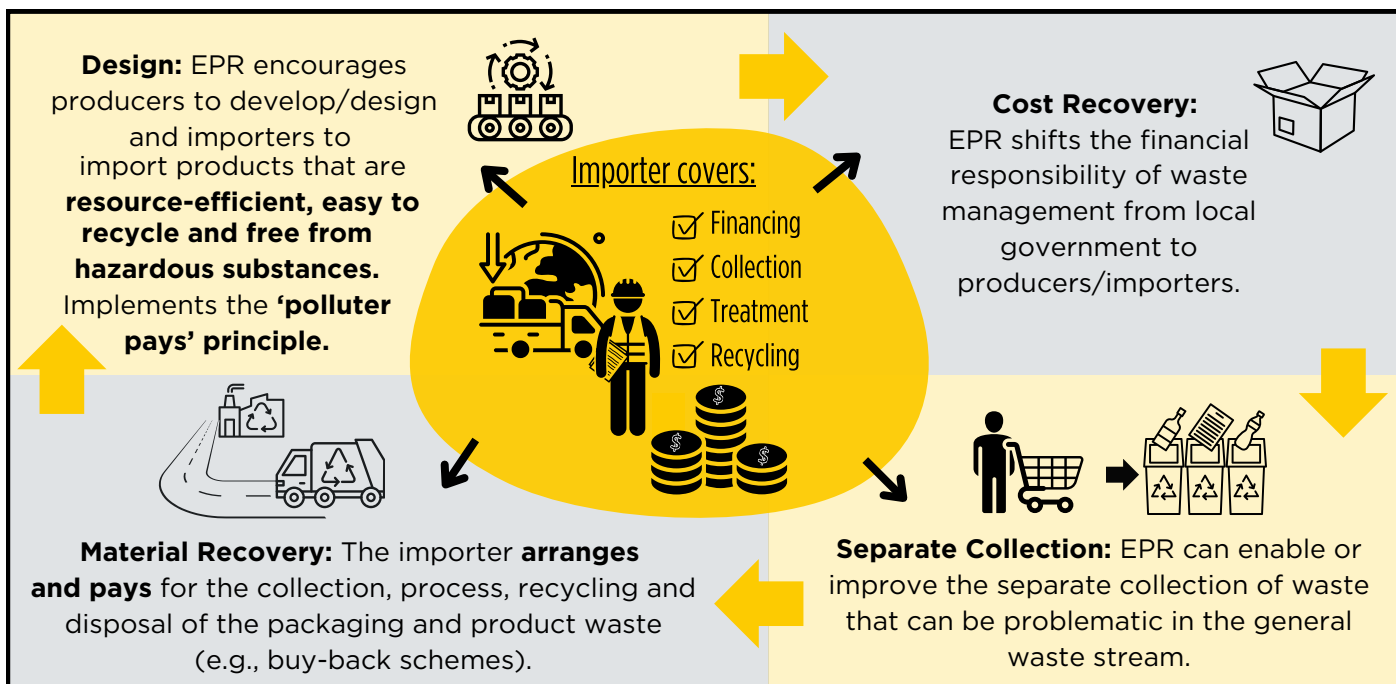 Design: EPR encourages
producers to develop/design
and importers to
import products that are
resource-efficient, easy to
recycle and free from
hazardous substances.
Implements the ‘polluter
pays’ principle.
Cost Recovery:
EPR shifts the financial
responsibility of waste
management from local
government to
producers/importers.
Importer covers:
Financing
Collection
Treatment
Recycling
$
$
$
Material Recovery: The importer arranges
and pays for the collection, process, recycling and
disposal of the packaging and product waste
(e.g., buy-back schemes).
Separate Collection: EPR can enable or
improve the separate collection of waste
that can be problematic in the general
waste stream.